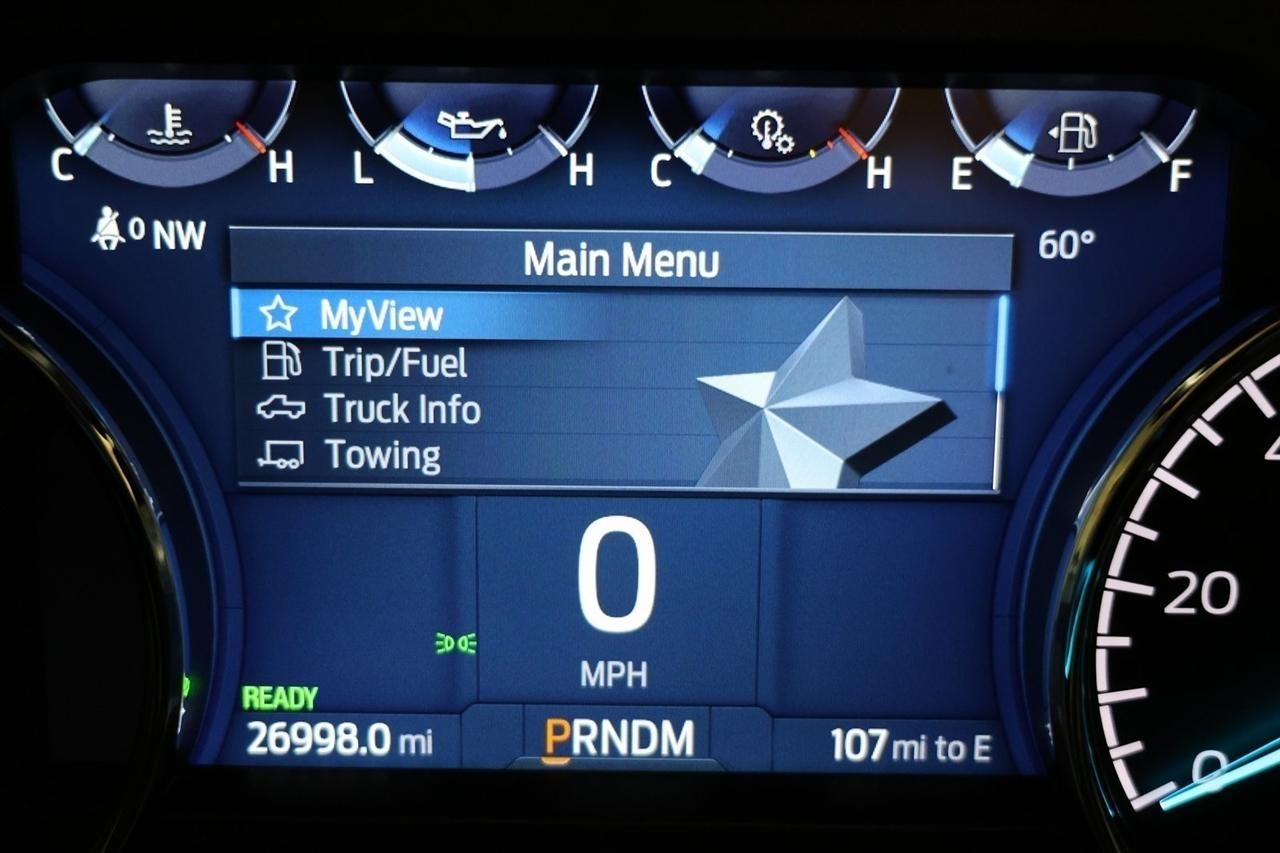 C H L H C H E F
0 NW
60°
Main Menu
MyView
Trip/Fuel
Truck Info
Towing
0
MPH
20
READY
26998.0 mi
PRNDM
107 mi to E
0